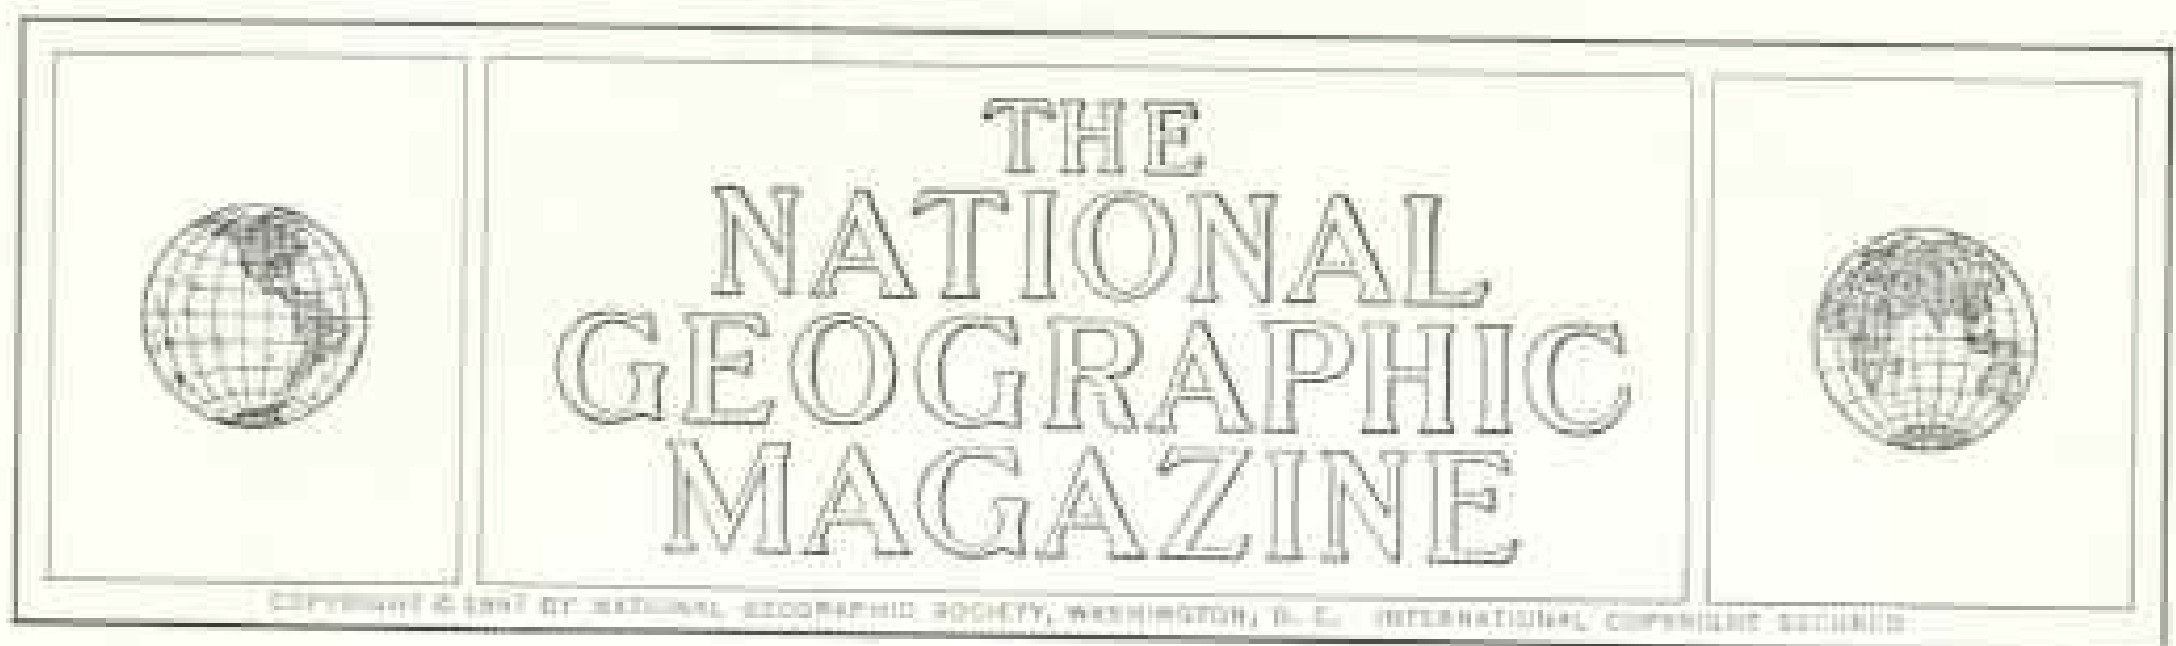 THE
NATIONAL
GEOGRAPHIC
MAGAZINE
COPYRIGHT © BY NATIONAL GEOGRAPHIC SOCIETY, WASHINGTON, D. C. INTERNATIONAL COPYRIGHT SECURED